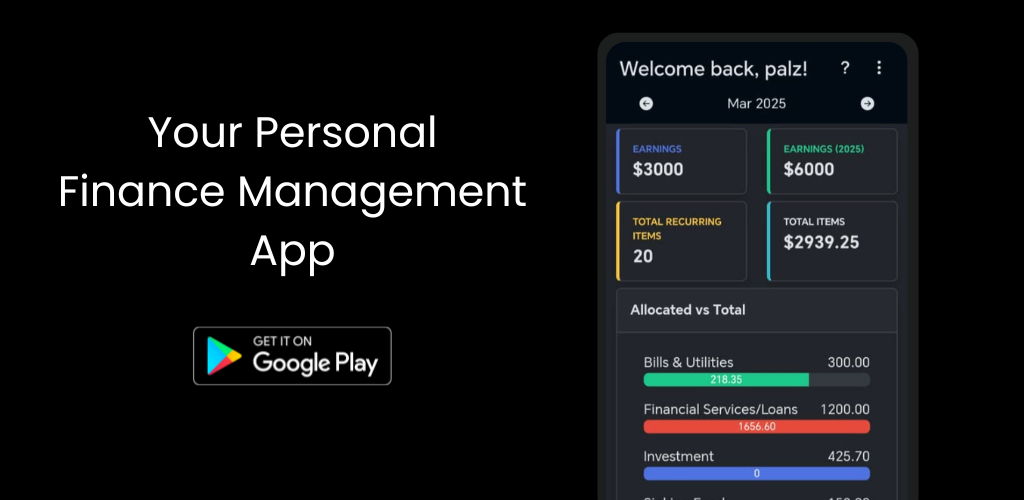 Your Personal
Finance Management
App
GET IT ON
Google Play
Welcome back, palz!
?
Mar 2025
EARNINGS
$3000
EARNINGS (2025)
$6000
TOTAL RECURRING
ITEMS
20
TOTAL ITEMS
$2939.25
Allocated vs Total
Bills & Utilities 300.00
218.35
Financial Services/Loans 1200.00
1656.60
Investment 425.70
0